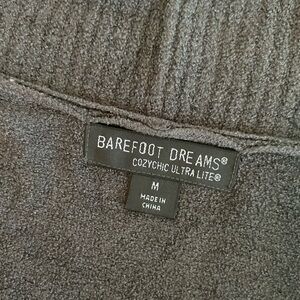 BAREFOOT DREAMS®
COZYCHIC ULTRA LITE®
M
MADE IN
CHINA